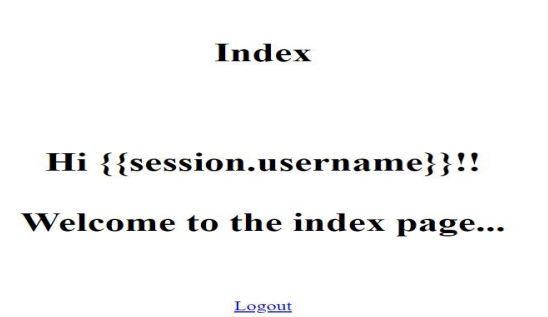 Index
Hi {{session.username}}!!
Welcome to the index page...
Logout